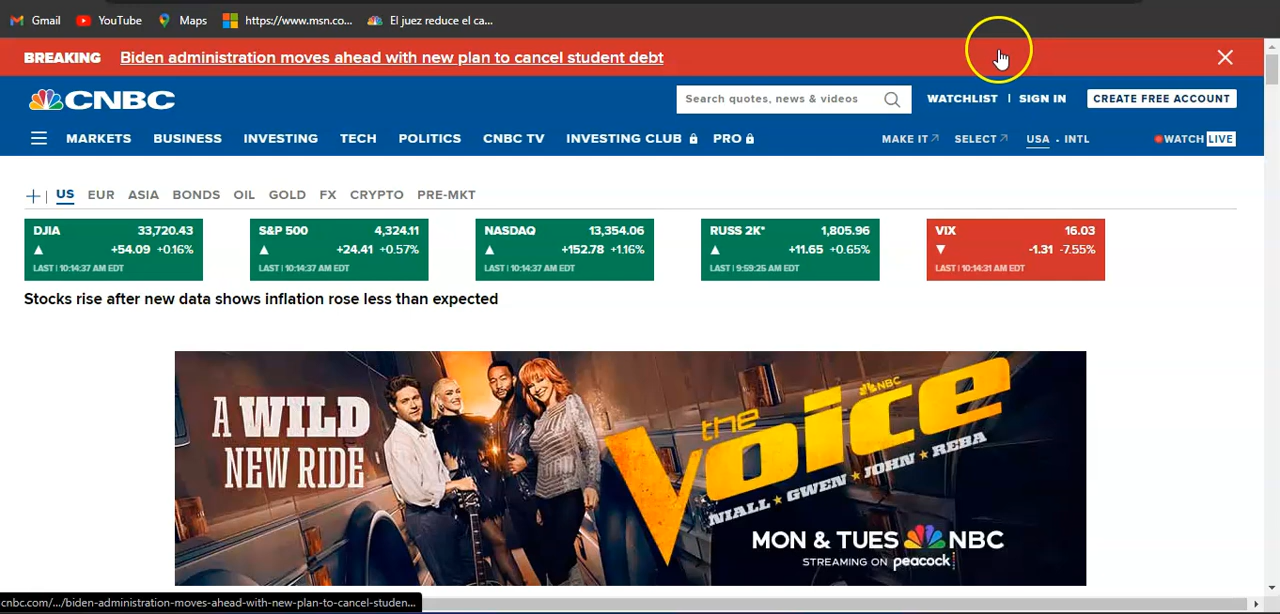 Gmail YouTube Maps https://www.msn.co... El juez reduce el ca...
BREAKING Biden administration moves ahead with new plan to cancel student debt
CNBC Search quotes, news & videos WATCHLIST | SIGN IN CREATE FREE ACCOUNT
MARKETS BUSINESS INVESTING TECH POLITICS CNBC TV INVESTING CLUB PRO MAKE IT SELECT USA • INTL WATCH LIVE
US EUR ASIA BONDS OIL GOLD FX CRYPTO PRE-MKT
DJIA 33,720.43
+54.09 +0.16%
LAST | 10:14:37 AM EDT
S&P 500 4,324.11
+24.41 +0.57%
LAST | 10:14:37 AM EDT
NASDAQ 13,354.06
+152.78 +1.16%
LAST | 10:14:37 AM EDT
RUSS 2K* 1,805.96
+11.65 +0.65%
LAST | 9:59:25 AM EDT
VIX 16.03
-1.31 -7.55%
LAST | 10:14:31 AM EDT
Stocks rise after new data shows inflation rose less than expected
A WILD
NEW RIDE
NBC
the
Voice
NIALL ★ GWEN ★ JOHN ★ REBA
MON & TUES NBC
STREAMING ON peacock
cnbc.com/.../biden-administration-moves-ahead-with-new-plan-to-cancel-studen...